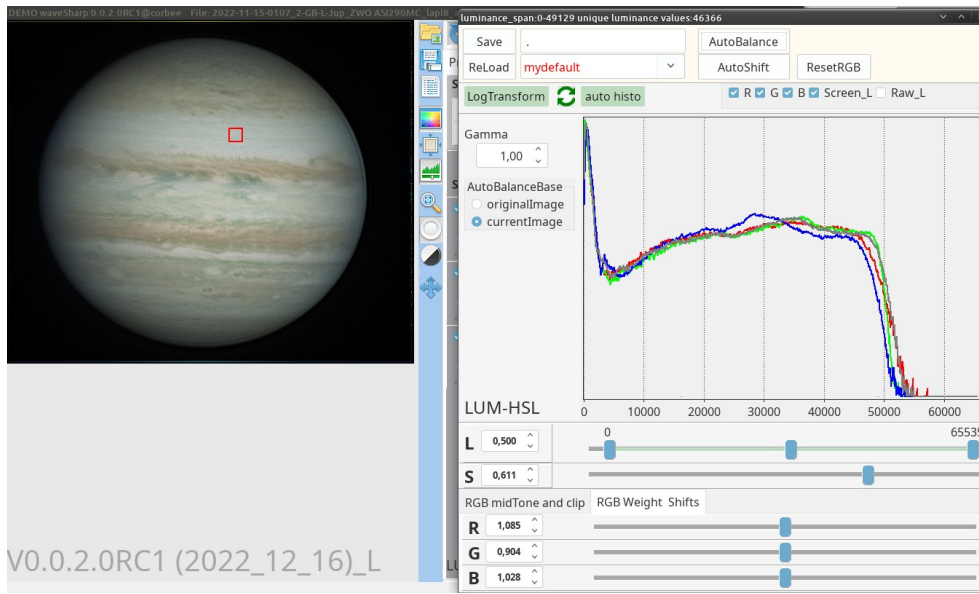 DEMO waveSharp 0.0.2 0RC1@corbee File: 2022-11-15-0107_2-GB-L-Jup_ZWO ASI290MC_lapl8_a
luminance_span:0-49129 unique luminance values:46366
Save . AutoBalance
ReLoad mydefault AutoShift ResetRGB
LogTransform auto histo R G B Screen_L Raw_L
Gamma
1,00
AutoBalanceBase
originalImage
currentImage
LUM-HSL
0 10000 20000 30000 40000 50000 60000
0 6553
L 0,500
S 0,611
RGB midTone and clip RGB Weight Shifts
R 1,085
G 0,904
B 1,028
V0.0.2.0RC1 (2022_12_16)_L